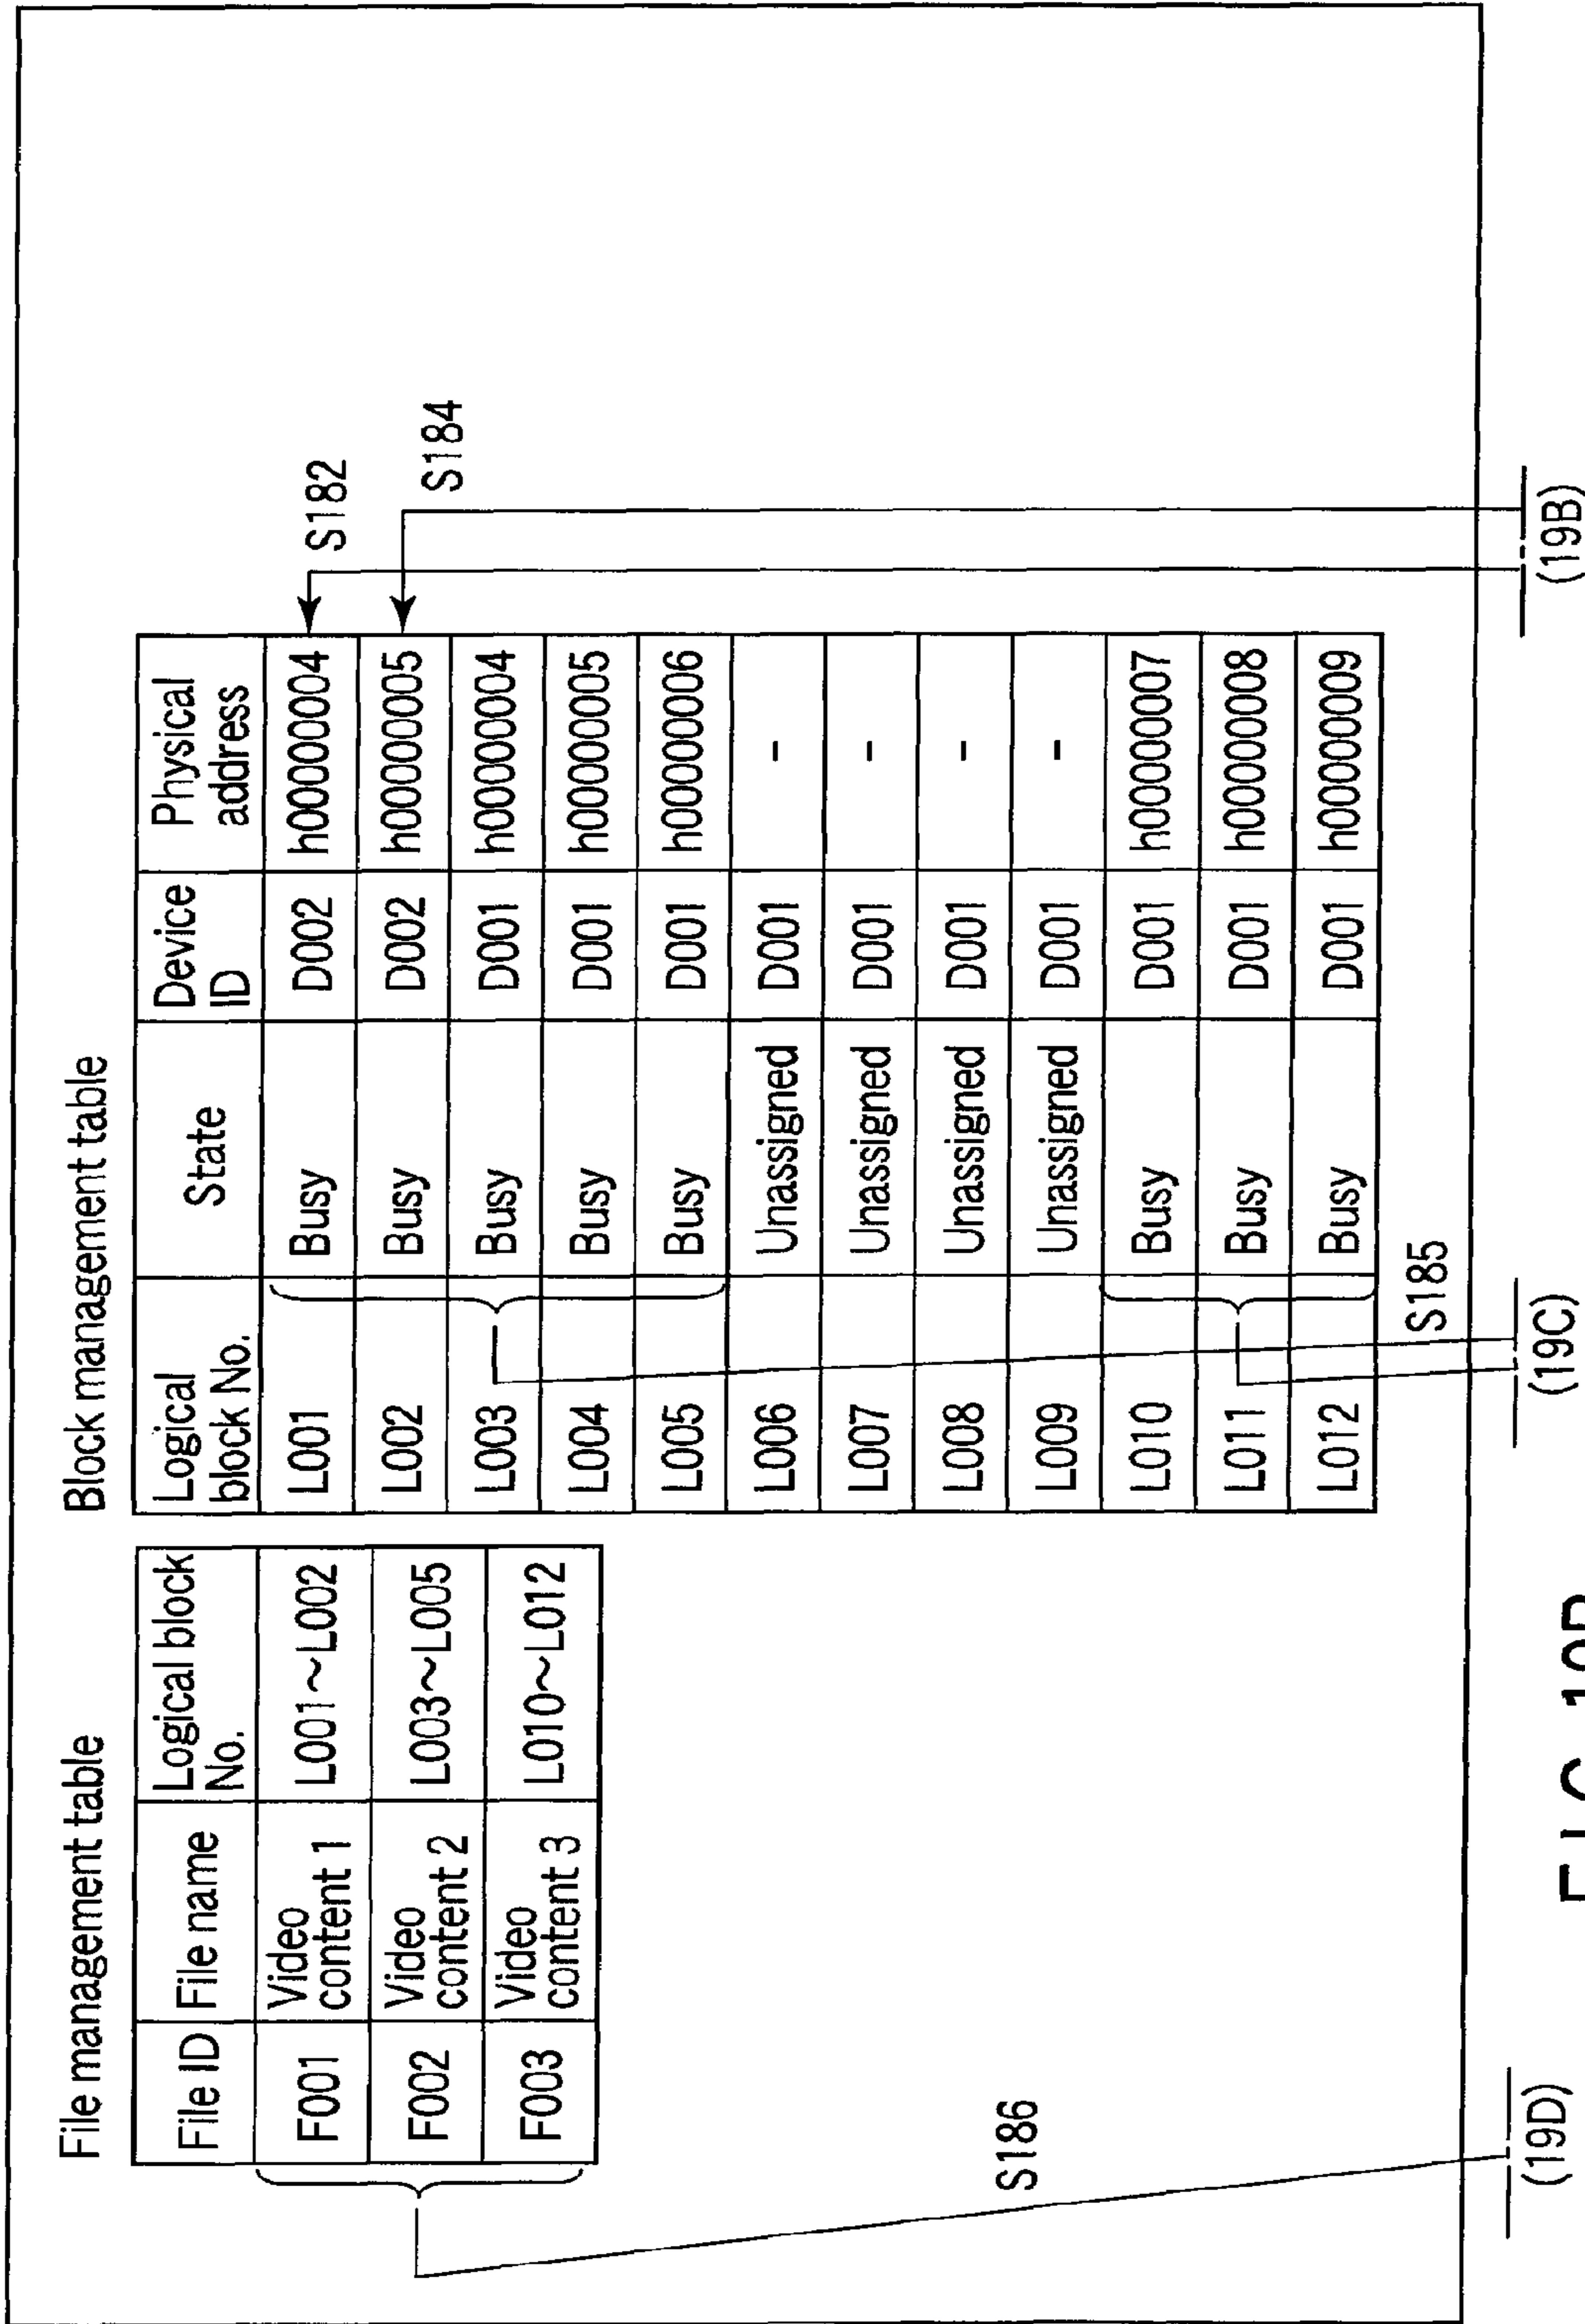 File management table
File ID File name Logical block No.
F001 Video content 1 L001~L002
F002 Video content 2 L003~L005
F003 Video content 3 L010~L012
Block management table
Logical block No. State Device ID Physical address
L001 Busy D002 h00000004
L002 Busy D002 h00000005
L003 Busy D001 h00000004
L004 Busy D001 h00000005
L005 Busy D001 h00000006
L006 Unassigned D001 -
L007 Unassigned D001 -
L008 Unassigned D001 -
L009 Unassigned D001 -
L010 Busy D001 h00000007
L011 Busy D001 h00000008
L012 Busy D001 h00000009
S182
S184
S185
S186
(19D)
(19C)
(19B)